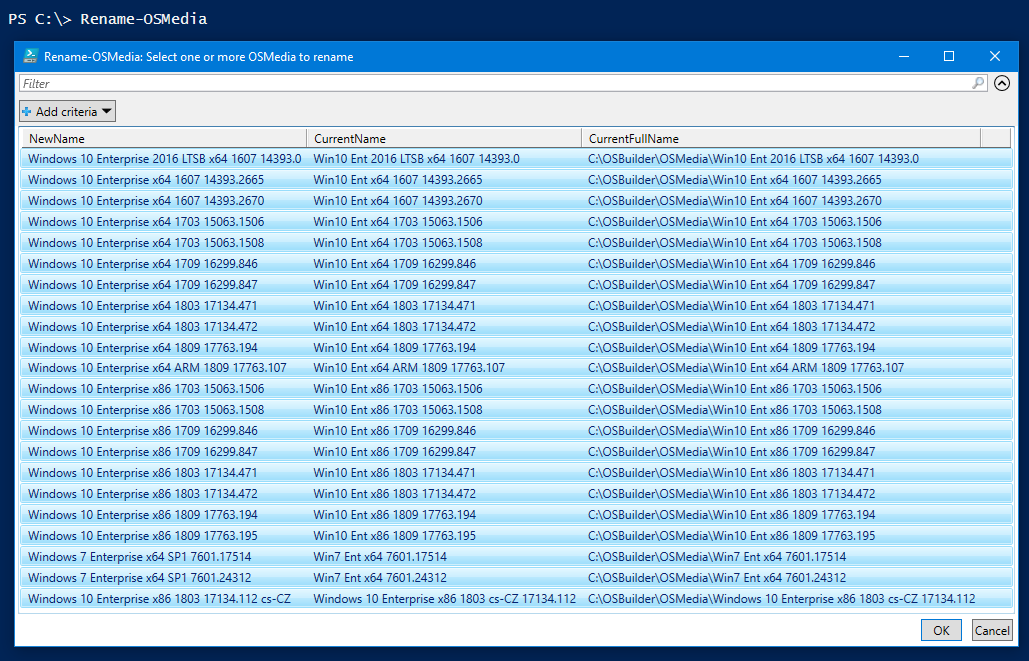 PS C:\> Rename-OSMedia
Rename-OSMedia: Select one or more OSMedia to rename
Filter
Add criteria
NewName CurrentName CurrentFullName
Windows 10 Enterprise 2016 LTSB x64 1607 14393.0 Win10 Ent 2016 LTSB x64 1607 14393.0 C:\OSBuilder\OSMedia\Win10 Ent 2016 LTSB x64 1607 14393.0
Windows 10 Enterprise x64 1607 14393.2665 Win10 Ent x64 1607 14393.2665 C:\OSBuilder\OSMedia\Win10 Ent x64 1607 14393.2665
Windows 10 Enterprise x64 1607 14393.2670 Win10 Ent x64 1607 14393.2670 C:\OSBuilder\OSMedia\Win10 Ent x64 1607 14393.2670
Windows 10 Enterprise x64 1703 15063.1506 Win10 Ent x64 1703 15063.1506 C:\OSBuilder\OSMedia\Win10 Ent x64 1703 15063.1506
Windows 10 Enterprise x64 1703 15063.1508 Win10 Ent x64 1703 15063.1508 C:\OSBuilder\OSMedia\Win10 Ent x64 1703 15063.1508
Windows 10 Enterprise x64 1709 16299.846 Win10 Ent x64 1709 16299.846 C:\OSBuilder\OSMedia\Win10 Ent x64 1709 16299.846
Windows 10 Enterprise x64 1709 16299.847 Win10 Ent x64 1709 16299.847 C:\OSBuilder\OSMedia\Win10 Ent x64 1709 16299.847
Windows 10 Enterprise x64 1803 17134.471 Win10 Ent x64 1803 17134.471 C:\OSBuilder\OSMedia\Win10 Ent x64 1803 17134.471
Windows 10 Enterprise x64 1803 17134.472 Win10 Ent x64 1803 17134.472 C:\OSBuilder\OSMedia\Win10 Ent x64 1803 17134.472
Windows 10 Enterprise x64 1809 17763.194 Win10 Ent x64 1809 17763.194 C:\OSBuilder\OSMedia\Win10 Ent x64 1809 17763.194
Windows 10 Enterprise x64 ARM 1809 17763.107 Win10 Ent x64 ARM 1809 17763.107 C:\OSBuilder\OSMedia\Win10 Ent x64 ARM 1809 17763.107
Windows 10 Enterprise x86 1703 15063.1506 Win10 Ent x86 1703 15063.1506 C:\OSBuilder\OSMedia\Win10 Ent x86 1703 15063.1506
Windows 10 Enterprise x86 1703 15063.1508 Win10 Ent x86 1703 15063.1508 C:\OSBuilder\OSMedia\Win10 Ent x86 1703 15063.1508
Windows 10 Enterprise x86 1709 16299.846 Win10 Ent x86 1709 16299.846 C:\OSBuilder\OSMedia\Win10 Ent x86 1709 16299.846
Windows 10 Enterprise x86 1709 16299.847 Win10 Ent x86 1709 16299.847 C:\OSBuilder\OSMedia\Win10 Ent x86 1709 16299.847
Windows 10 Enterprise x86 1803 17134.471 Win10 Ent x86 1803 17134.471 C:\OSBuilder\OSMedia\Win10 Ent x86 1803 17134.471
Windows 10 Enterprise x86 1803 17134.472 Win10 Ent x86 1803 17134.472 C:\OSBuilder\OSMedia\Win10 Ent x86 1803 17134.472
Windows 10 Enterprise x86 1809 17763.194 Win10 Ent x86 1809 17763.194 C:\OSBuilder\OSMedia\Win10 Ent x86 1809 17763.194
Windows 10 Enterprise x86 1809 17763.195 Win10 Ent x86 1809 17763.195 C:\OSBuilder\OSMedia\Win10 Ent x86 1809 17763.195
Windows 7 Enterprise x64 SP1 7601.17514 Win7 Ent x64 7601.17514 C:\OSBuilder\OSMedia\Win7 Ent x64 7601.17514
Windows 7 Enterprise x64 SP1 7601.24312 Win7 Ent x64 7601.24312 C:\OSBuilder\OSMedia\Win7 Ent x64 7601.24312
Windows 10 Enterprise x86 1803 17134.112 cs-CZ Windows 10 Enterprise x86 1803 cs-CZ 17134.112 C:\OSBuilder\OSMedia\Windows 10 Enterprise x86 1803 cs-CZ 17134.112
OK Cancel